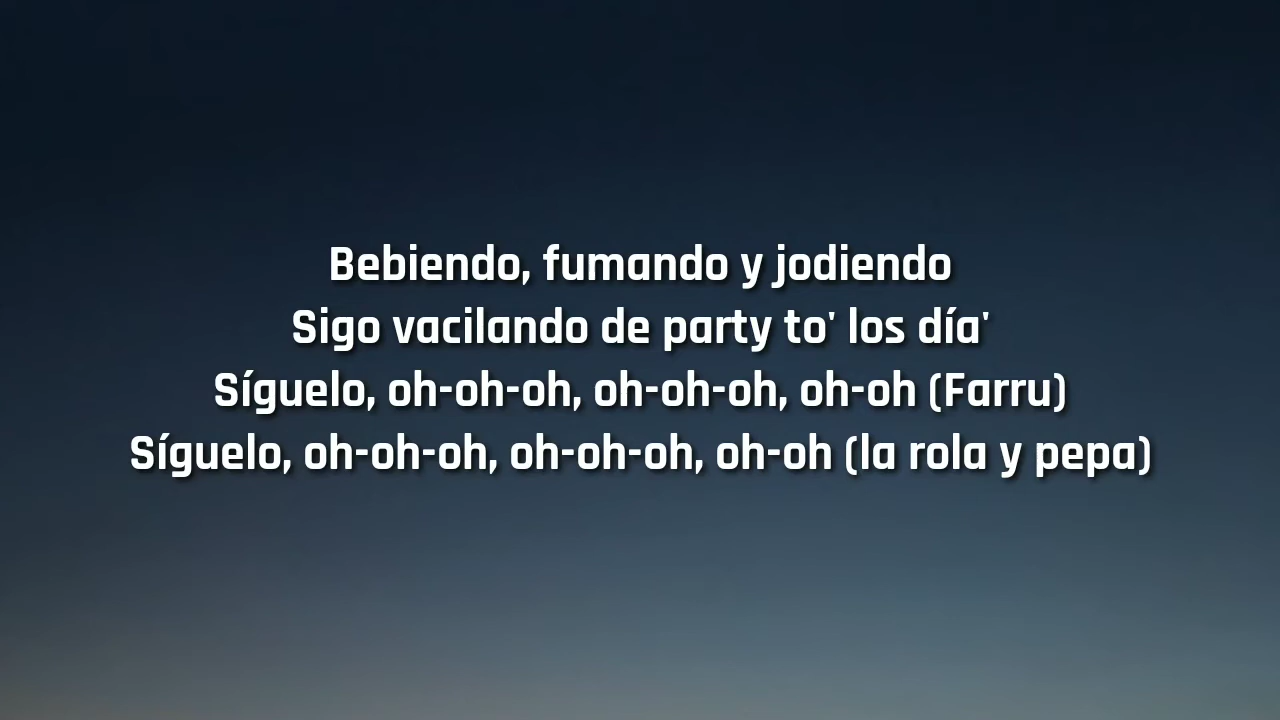 Bebiendo, fumando y jodiendo
Sigo vacilando de party to' los día'
Síguelo, oh-oh-oh, oh-oh-oh, oh-oh (Farru)
Síguelo, oh-oh-oh, oh-oh-oh, oh-oh (la rola y pepa)